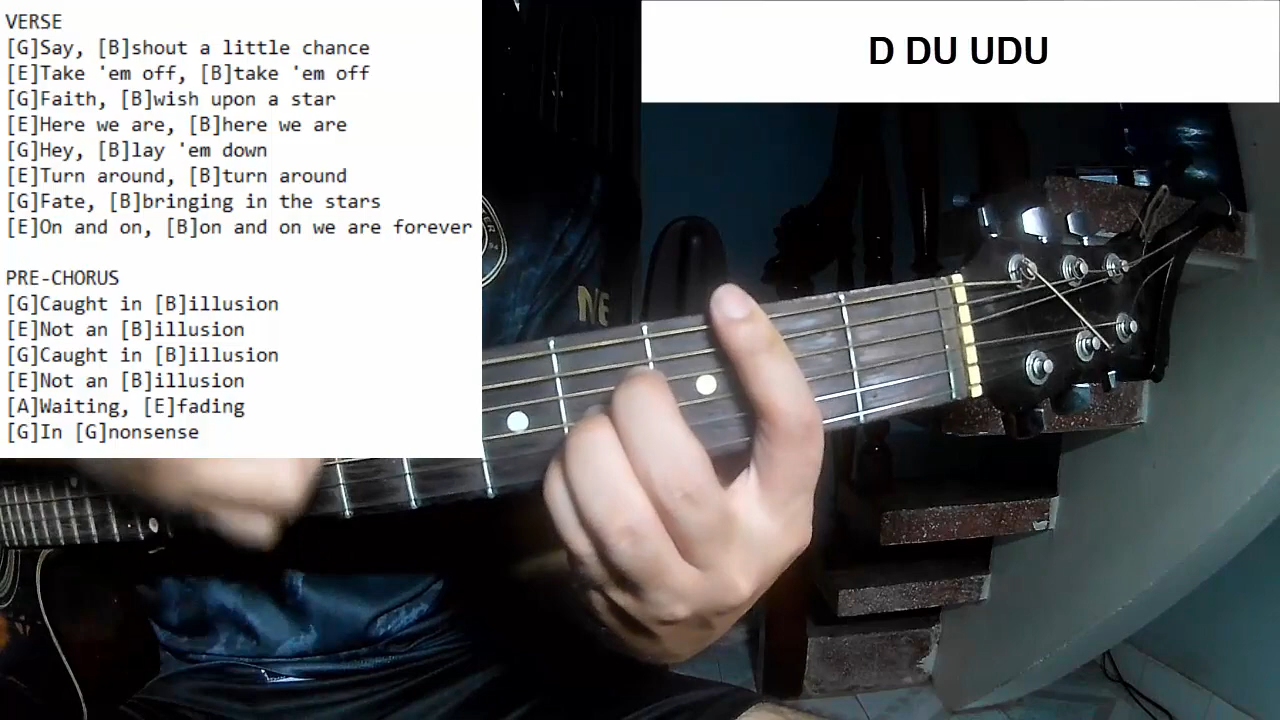 VERSE
[G]Say, [B]shout a little chance
[E]Take 'em off, [B]take 'em off
[G]Faith, [B]wish upon a star
[E]Here we are, [B]here we are
[G]Hey, [B]lay 'em down
[E]Turn around, [B]turn around
[G]Fate, [B]bringing in the stars
[E]On and on, [B]on and on we are forever
PRE-CHORUS
[G]Caught in [B]illusion
[E]Not an [B]illusion
[G]Caught in [B]illusion
[E]Not an [B]illusion
[A]Waiting, [E]fading
[G]In [G]nonsense
D DU UDU